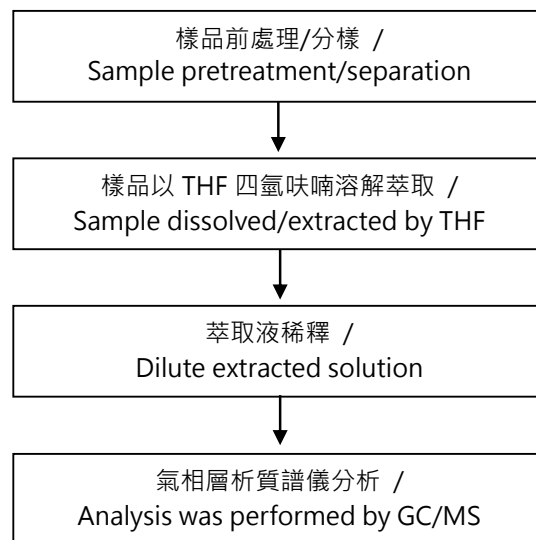 樣品前處理/分樣 /
Sample pretreatment/separation
樣品以 THF 四氫呋喃溶解萃取 /
Sample dissolved/extracted by THF
萃取液稀釋 /
Dilute extracted solution
氣相層析質譜儀分析 /
Analysis was performed by GC/MS